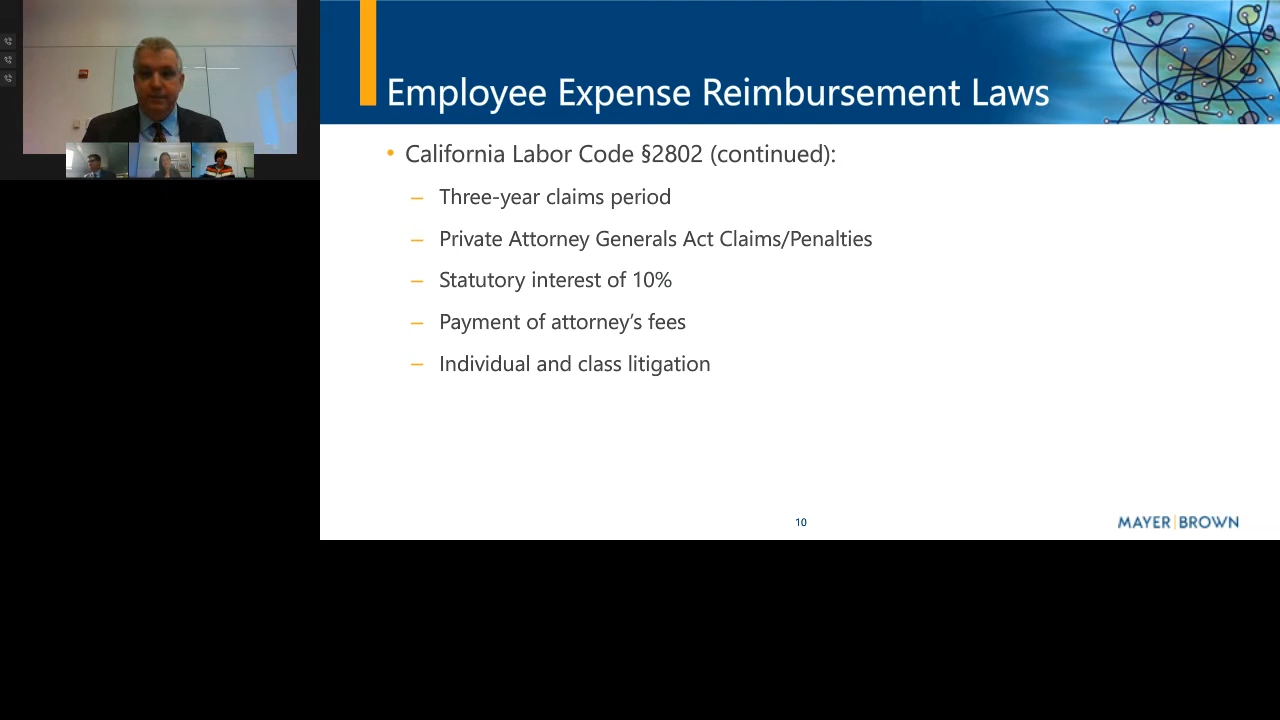 Employee Expense Reimbursement Laws
• California Labor Code §2802 (continued):
– Three-year claims period
– Private Attorney Generals Act Claims/Penalties
– Statutory interest of 10%
– Payment of attorney’s fees
– Individual and class litigation
10
MAYER|BROWN